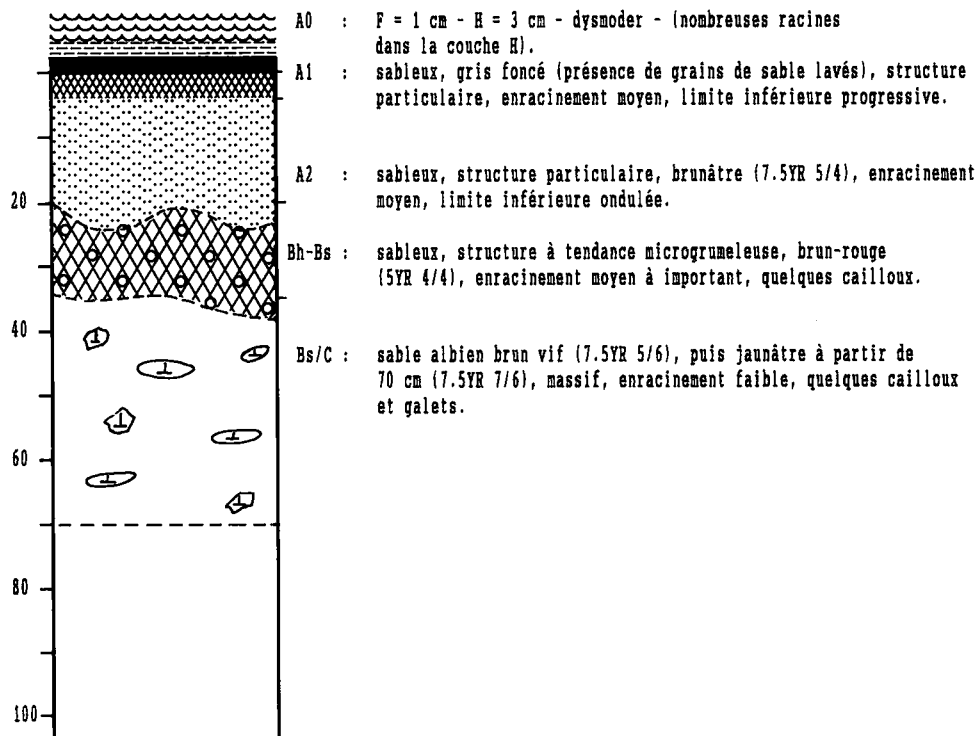 A0 : F = 1 cm - H = 3 cm - dysmoder - (nombreuses racines
dans la couche H).
A1 : sableux, gris foncé (présence de grains de sable lavés), structure
particulaire, enracinement moyen, limite inférieure progressive.
A2 : sableux, structure particulaire, brunâtre (7.5YR 5/4), enracinement
moyen, limite inférieure ondulée.
20
Bh-Bs : sableux, structure à tendance microgrumeleuse, brun-rouge
(5YR 4/4), enracinement moyen à important, quelques cailloux.
40
Bs/C : sable albien brun vif (7.5YR 5/6), puis jaunâtre à partir de
70 cm (7.5YR 7/6), massif, enracinement faible, quelques cailloux
et galets.
60
80
100